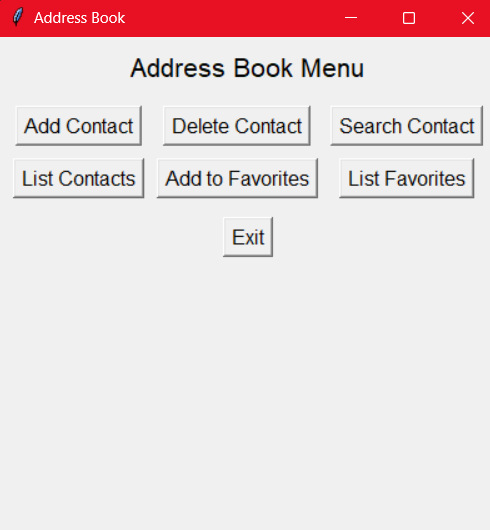 Address Book
Address Book Menu
Add Contact Delete Contact Search Contact
List Contacts Add to Favorites List Favorites
Exit